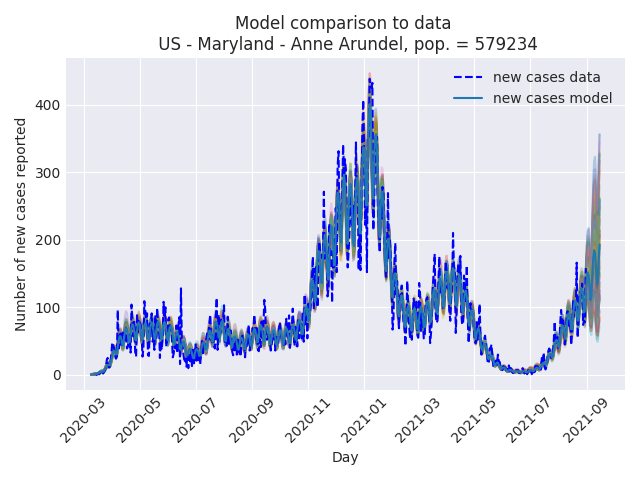 Model comparison to data
US - Maryland - Anne Arundel, pop. = 579234
new cases data
new cases model
Number of new cases reported
400
300
200
100
0
2020-03
2020-05
2020-07
2020-09
2020-11
2021-01
2021-03
2021-05
2021-07
2021-09
Day